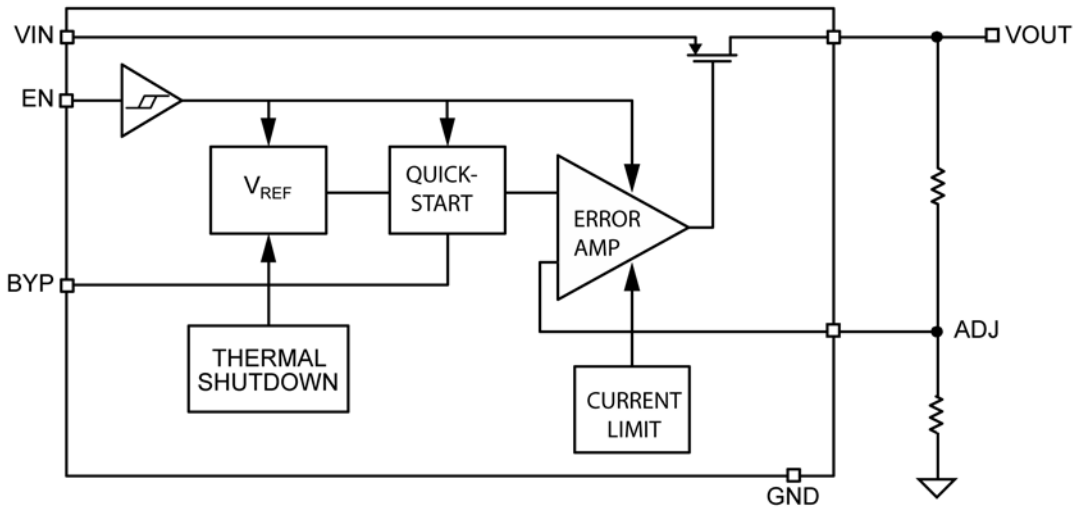 VIN
VOUT
EN
VREF
QUICK-
START
ERROR
AMP
BYP
ADJ
THERMAL
SHUTDOWN
CURRENT
LIMIT
GND